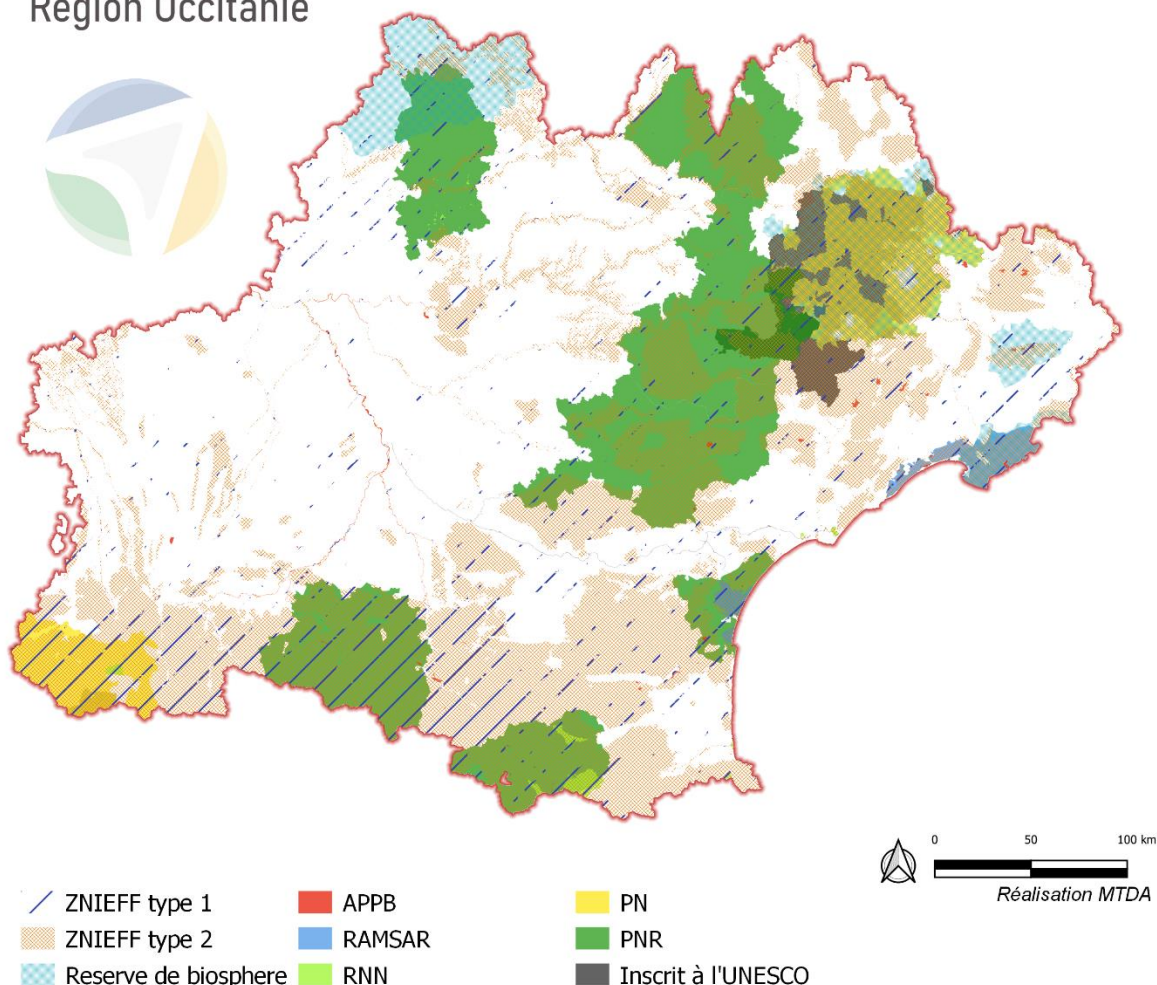 Région Occitanie
0 50 100 km
Réalisation MTDA
ZNIEFF type 1 APPB PN
ZNIEFF type 2 RAMSAR PNR
Reserve de biosphere RNN Inscrit à l'UNESCO